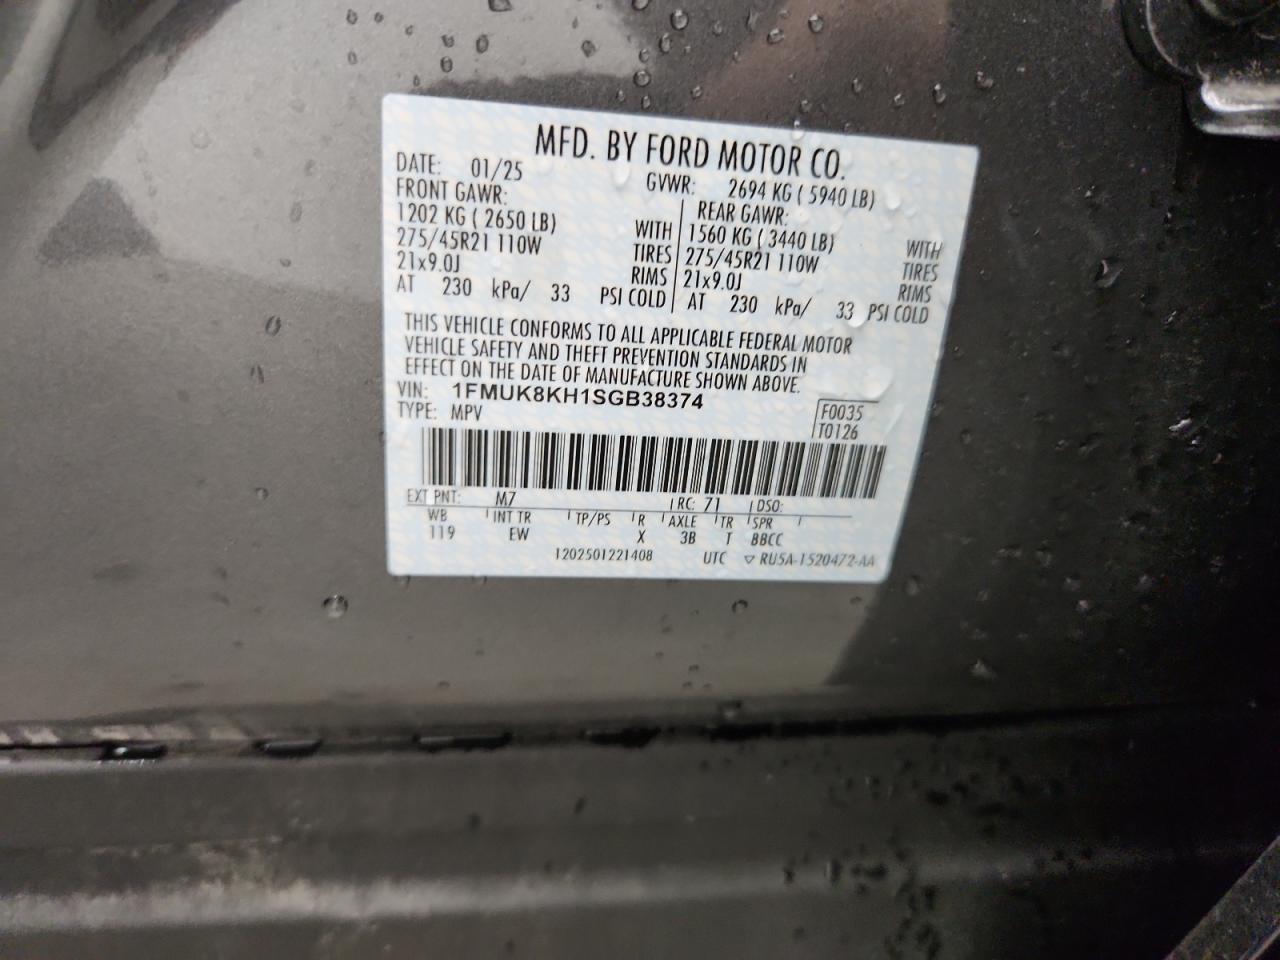 MFD. BY FORD MOTOR CO.
DATE: 01/25 GVWR: 2694 KG ( 5940 LB)
FRONT GAWR: REAR GAWR:
1202 KG ( 2650 LB) WITH 1560 KG ( 3440 LB) WITH
275/45R21 110W TIRES 275/45R21 110W TIRES
21x9.0J RIMS 21x9.0J RIMS
AT 230 kPa/ 33 PSI COLD AT 230 kPa/ 33 PSI COLD
THIS VEHICLE CONFORMS TO ALL APPLICABLE FEDERAL MOTOR
VEHICLE SAFETY AND THEFT PREVENTION STANDARDS IN
EFFECT ON THE DATE OF MANUFACTURE SHOWN ABOVE.
VIN: 1FMUK8KH1SGB38374
TYPE: MPV
F0035
T0126
EXT PNT: M7 RC: 71 DSO:
WB INT TR TP/PS R AXLE TR SPR
119 EW X 3B T BBCC
1202501221408 UTC ▽ RU5A-1520472-AA